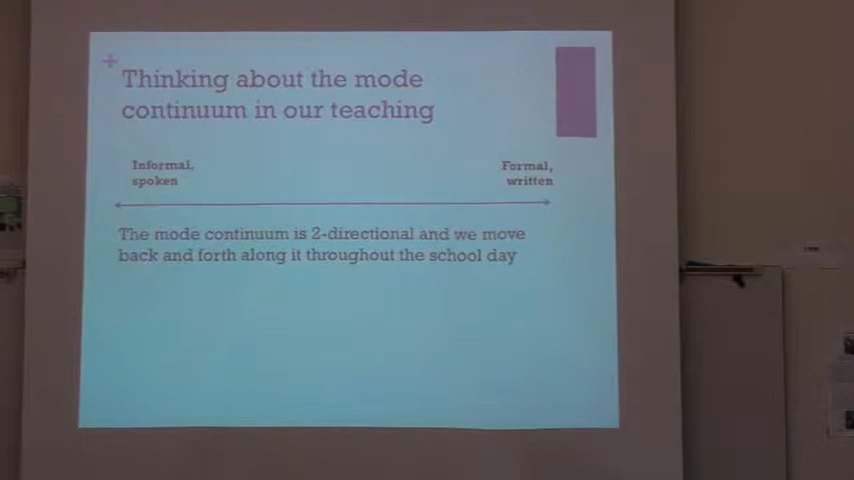 +
Thinking about the mode
continuum in our teaching
Informal,
spoken
Formal,
written
The mode continuum is 2-directional and we move
back and forth along it throughout the school day